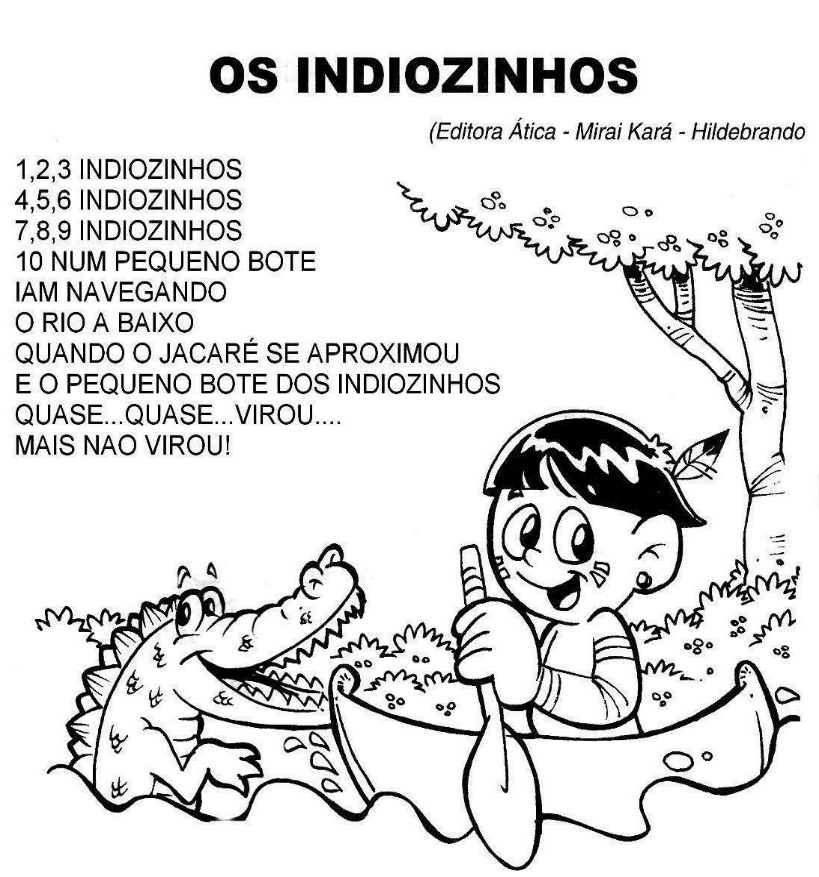 OS INDIOZINHOS
(Editora Ática - Mirai Kará - Hildebrando
1,2,3 INDIOZINHOS
4,5,6 INDIOZINHOS
7,8,9 INDIOZINHOS
10 NUM PEQUENO BOTE
IAM NAVEGANDO
O RIO A BAIXO
QUANDO O JACARÉ SE APROXIMOU
E O PEQUENO BOTE DOS INDIOZINHOS
QUASE...QUASE...VIROU....
MAIS NAO VIROU!